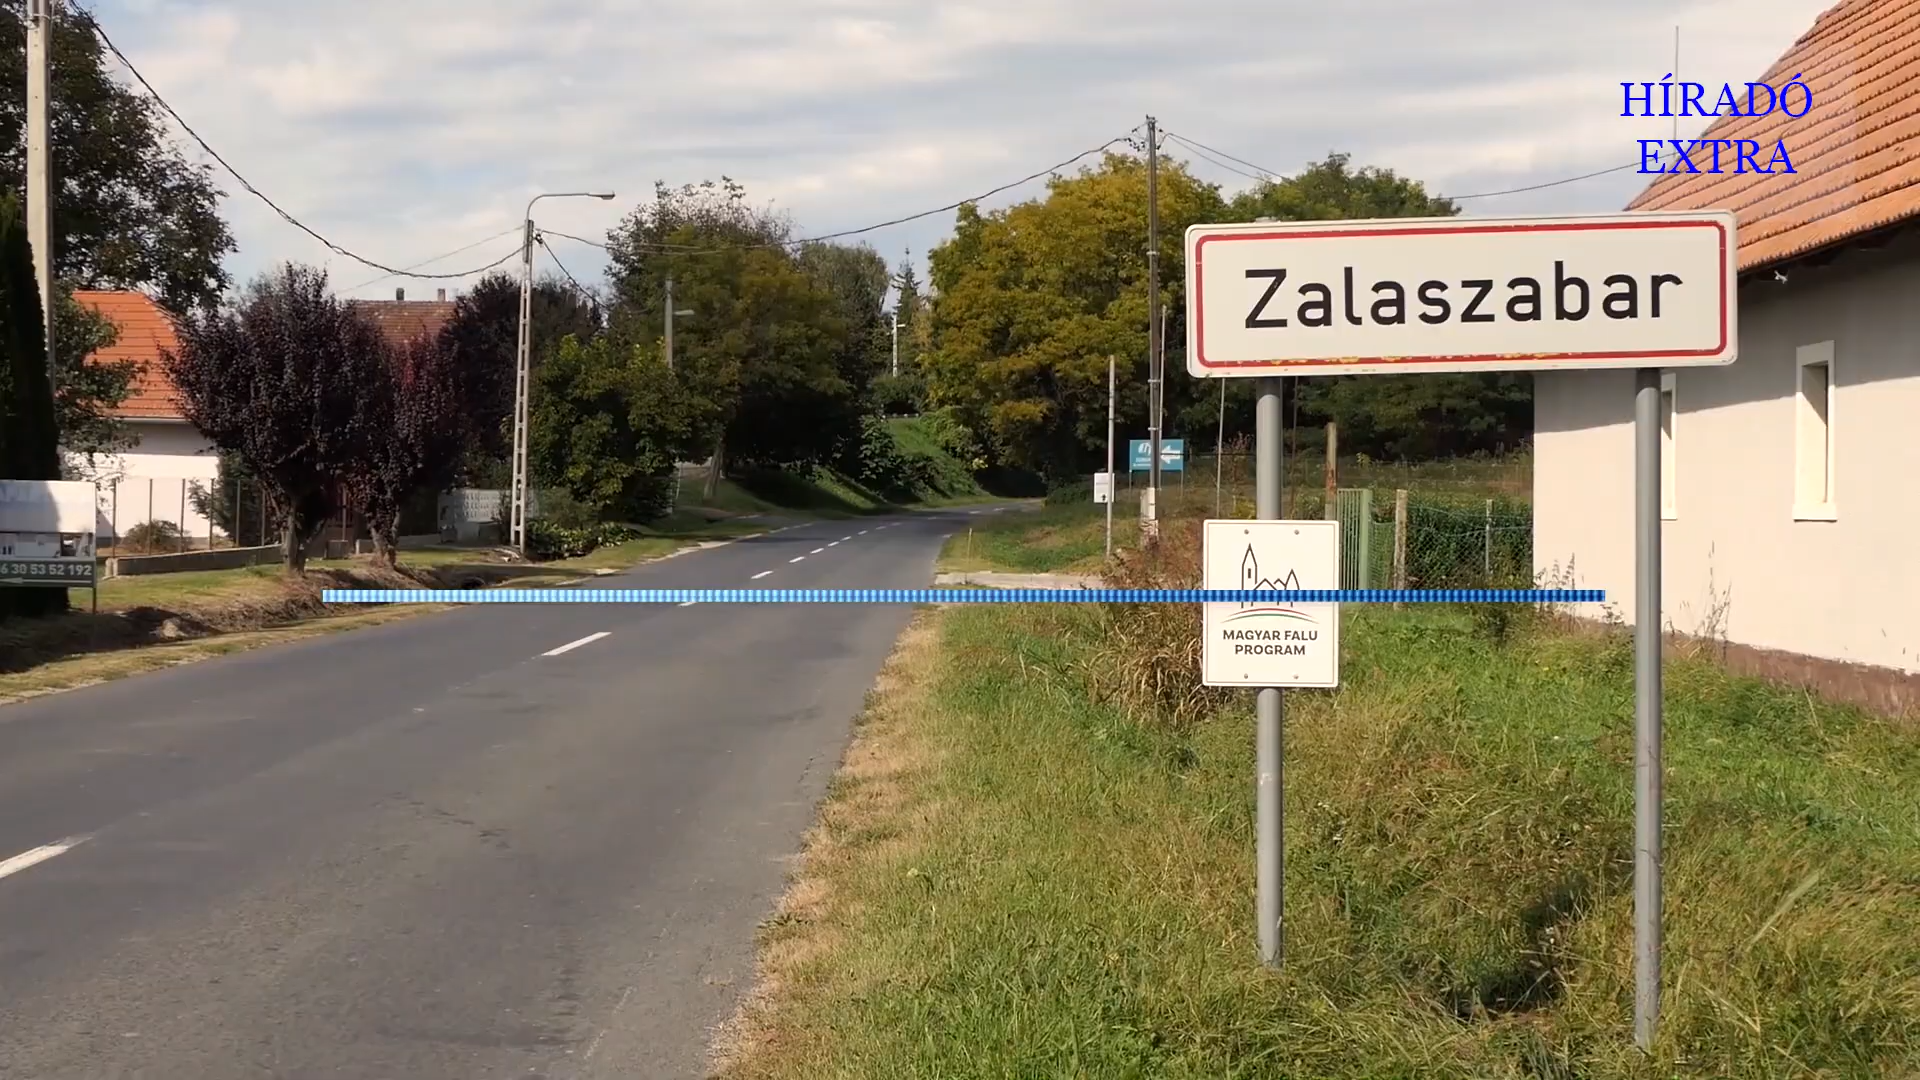 HÍRADÓ
EXTRA
Zalaszabar
6 30 53 52 192
MAGYAR FALU
PROGRAM